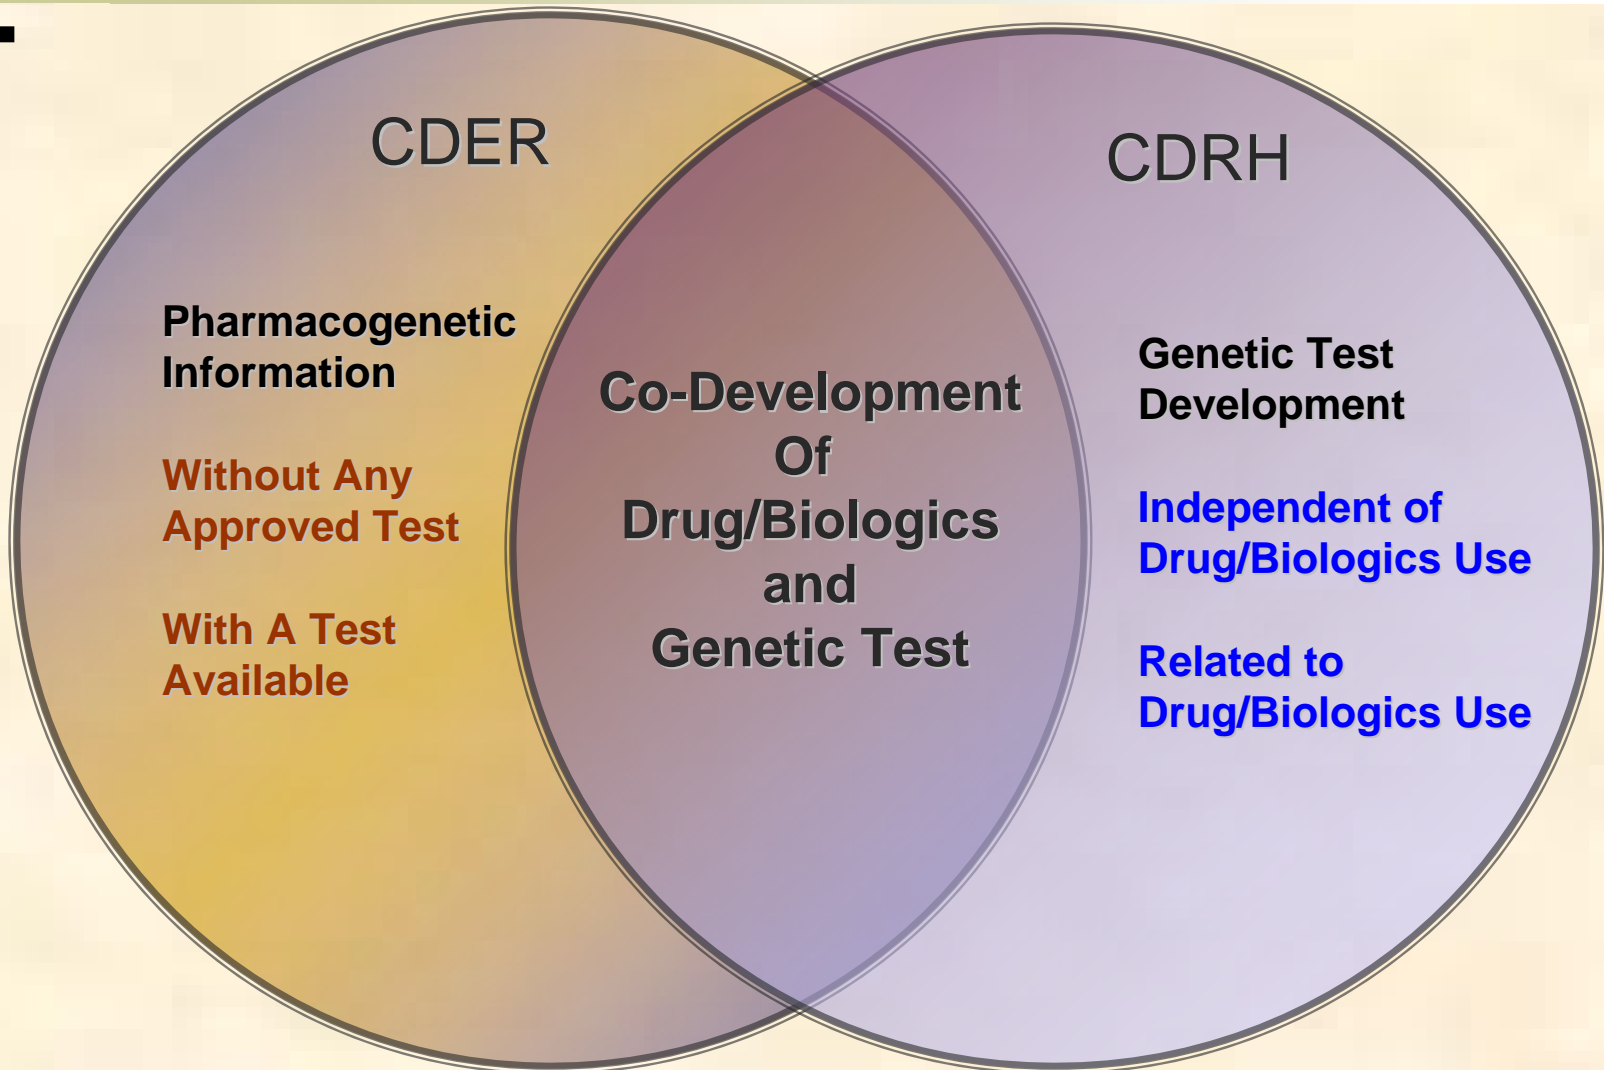 CDER
Pharmacogenetic
Information
Without Any
Approved Test
With A Test
Available
Co-Development
Of
Drug/Biologics
and
Genetic Test
CDRH
Genetic Test
Development
Independent of
Drug/Biologics Use
Related to
Drug/Biologics Use